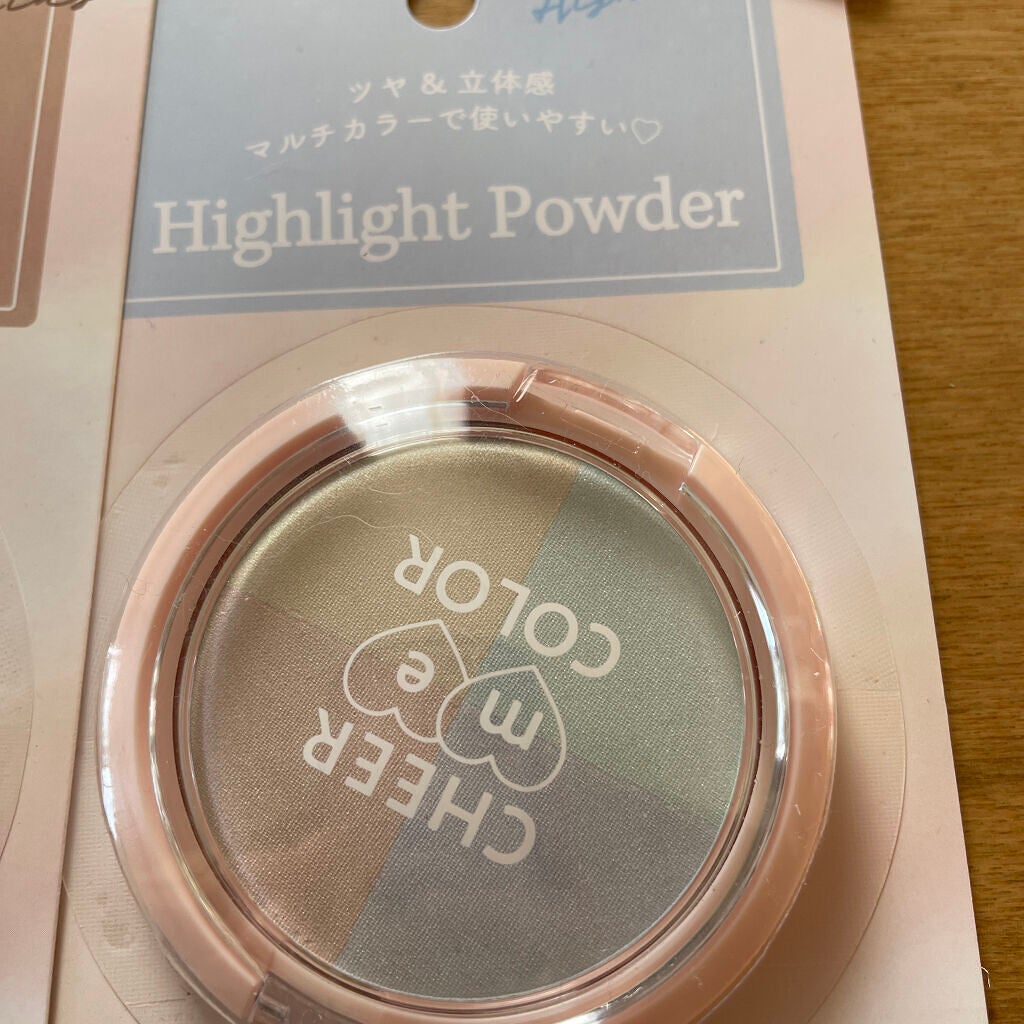 ツヤ & 立体感
マルチカラーで使いやすい♡
Highlight Powder
CHEER
me
COLOR